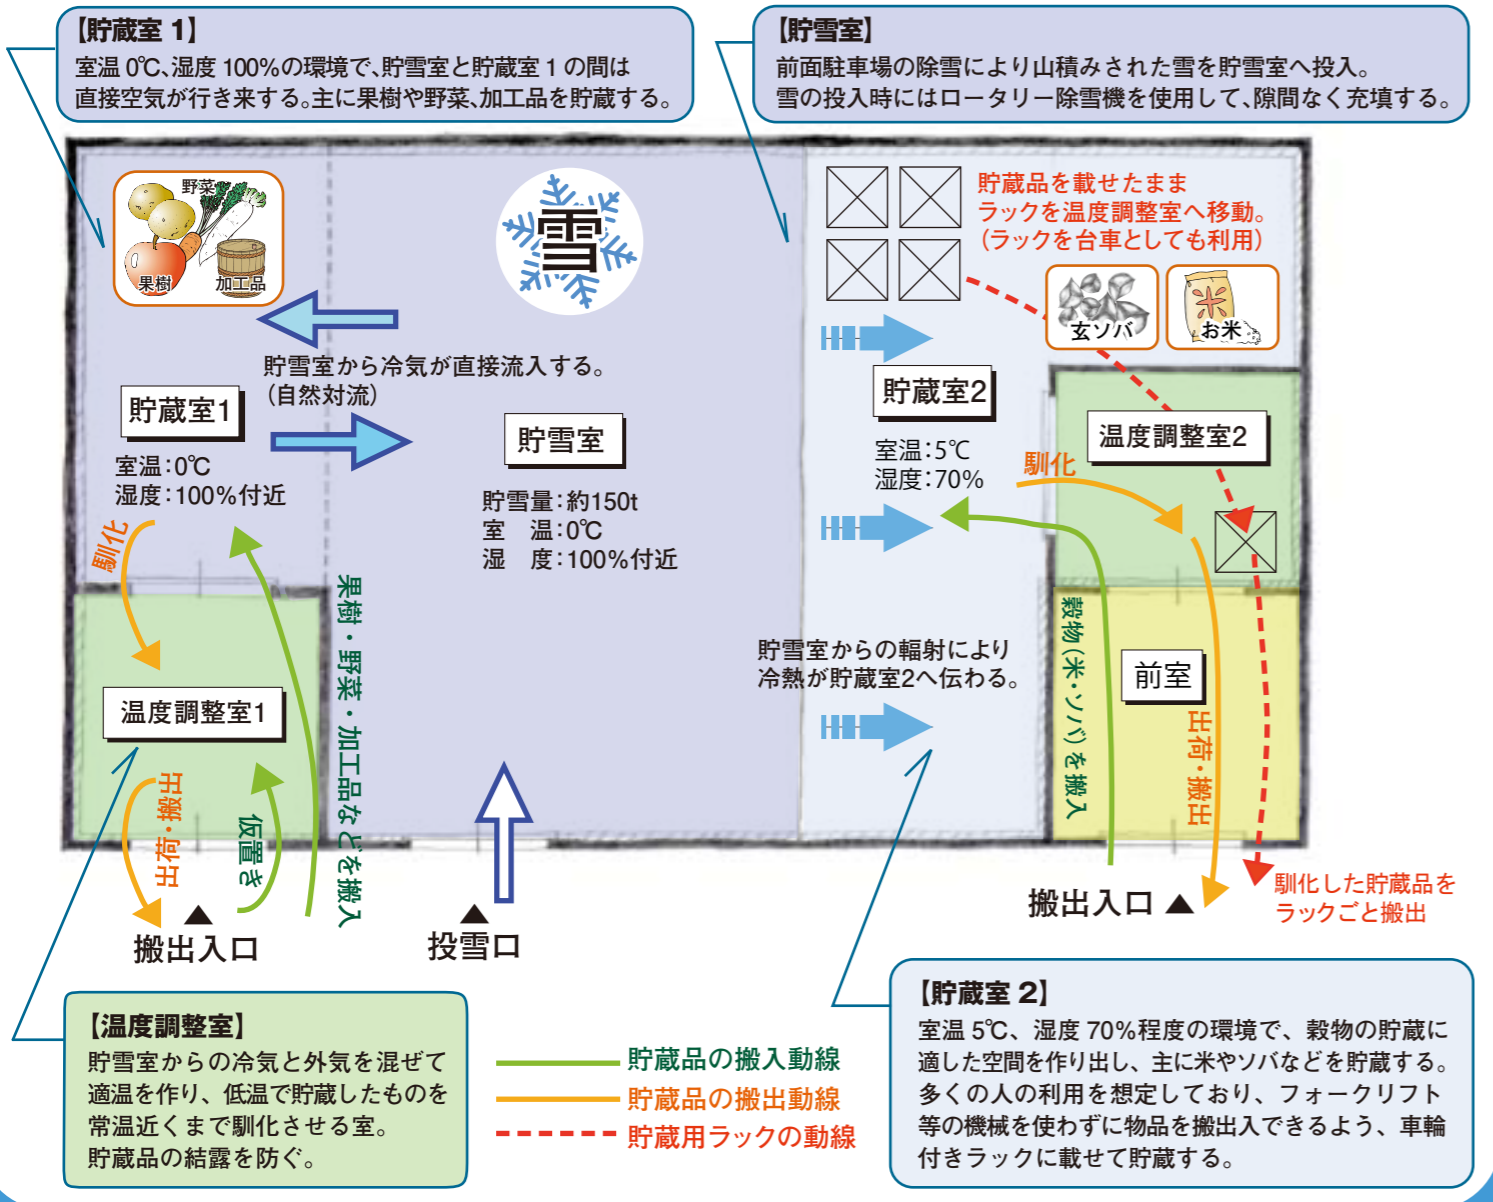 【貯蔵室 1】
室温 0℃、湿度 100%の環境で、貯雪室と貯蔵室 1 の間は
直接空気が行き来する。主に果樹や野菜、加工品を貯蔵する。
【貯雪室】
前面駐車場の除雪により山積みされた雪を貯雪室へ投入。
雪の投入時にはロータリー除雪機を使用して、隙間なく充填する。
野菜
果樹
加工品
雪
貯蔵品を載せたまま
ラックを温度調整室へ移動。
(ラックを台車としても利用)
玄ソバ
米
お米
貯雪室から冷気が直接流入する。
(自然対流)
貯蔵室1
室温:0℃
湿度:100%付近
貯雪室
貯雪量:約150t
室　温:0℃
湿　度:100%付近
貯蔵室2
室温:5℃
湿度:70%
温度調整室2
馴化
馴化
果樹・野菜・加工品などを搬入
貯雪室からの輻射により
冷熱が貯蔵室2へ伝わる。
穀物(米・ソバ)を搬入
前室
出荷・搬出
温度調整室1
出荷・搬出
仮置き
搬出入口
投雪口
搬出入口
馴化した貯蔵品を
ラックごと搬出
【温度調整室】
貯雪室からの冷気と外気を混ぜて
適温を作り、低温で貯蔵したものを
常温近くまで馴化させる室。
貯蔵品の結露を防ぐ。
貯蔵品の搬入動線
貯蔵品の搬出動線
貯蔵用ラックの動線
【貯蔵室 2】
室温 5℃、湿度 70%程度の環境で、穀物の貯蔵に
適した空間を作り出し、主に米やソバなどを貯蔵する。
多くの人の利用を想定しており、フォークリフト
等の機械を使わずに物品を搬出入できるよう、車輪
付きラックに載せて貯蔵する。